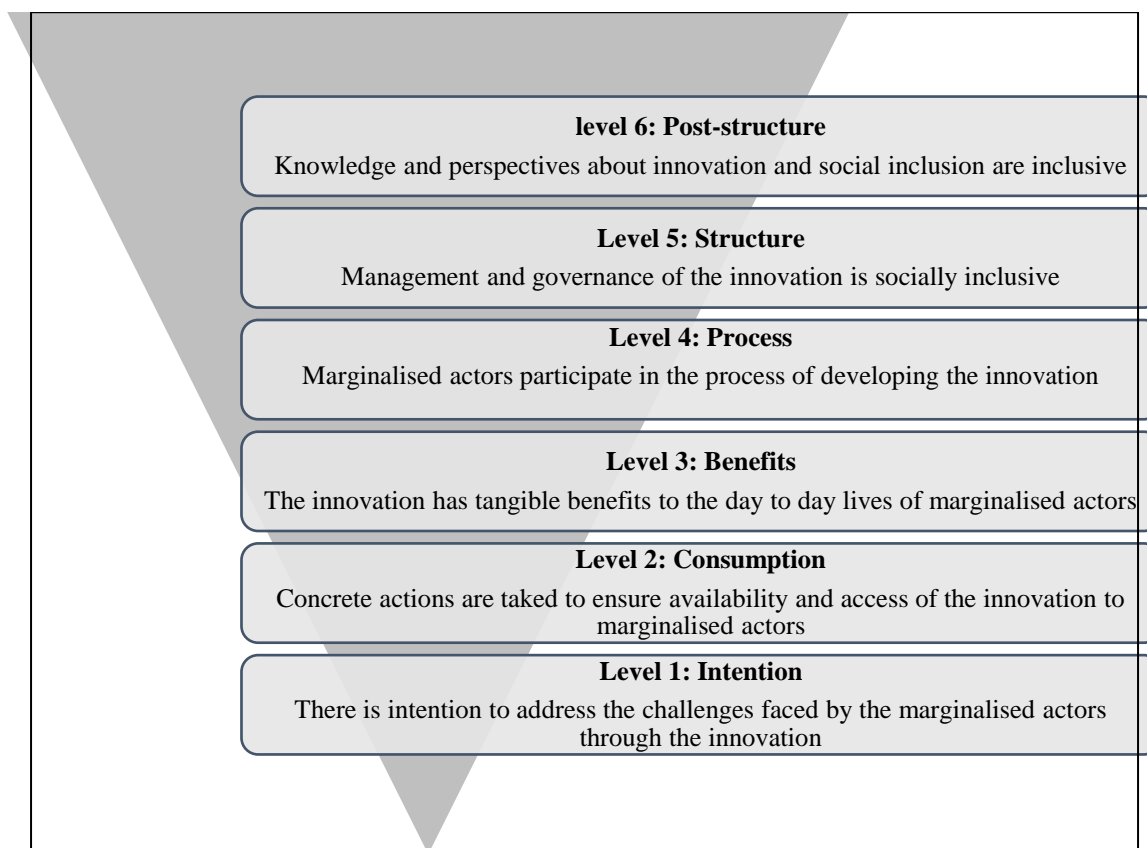 level 6: Post-structure
Knowledge and perspectives about innovation and social inclusion are inclusive
Level 5: Structure
Management and governance of the innovation is socially inclusive
Level 4: Process
Marginalised actors participate in the process of developing the innovation
Level 3: Benefits
The innovation has tangible benefits to the day to day lives of marginalised actors
Level 2: Consumption
Concrete actions are taked to ensure availability and access of the innovation to
marginalised actors
Level 1: Intention
There is intention to address the challenges faced by the marginalised actors
through the innovation